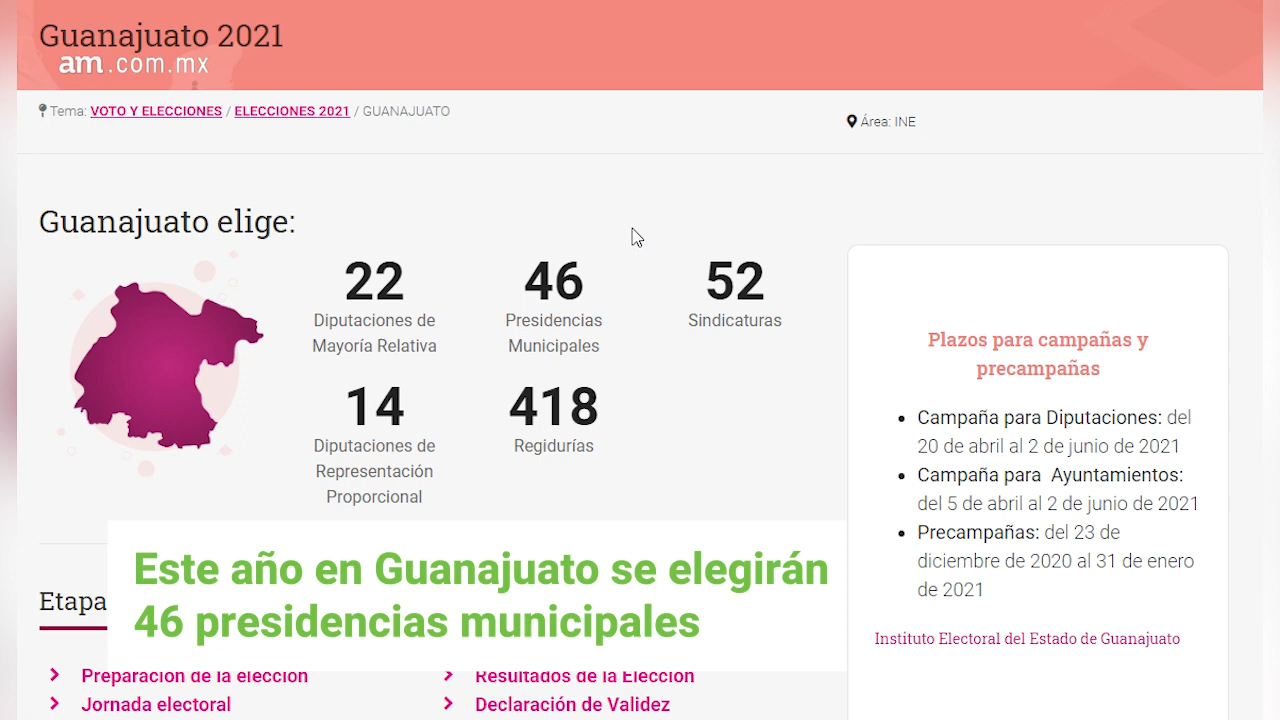 Guanajuato 2021
am.com.mx
Tema: VOTO Y ELECCIONES / ELECCIONES 2021 / GUANAJUATO
Área: INE
Guanajuato elige:
22
Diputaciones de
Mayoría Relativa
46
Presidencias
Municipales
52
Sindicaturas
14
Diputaciones de
Representación
Proporcional
418
Regidurías
Plazos para campañas y
precampañas
Campaña para Diputaciones: del
20 de abril al 2 de junio de 2021
Campaña para Ayuntamientos:
del 5 de abril al 2 de junio de 2021
Precampañas: del 23 de
diciembre de 2020 al 31 de enero
de 2021
Instituto Electoral del Estado de Guanajuato
Este año en Guanajuato se elegirán
46 presidencias municipales
Etapa
Preparación de la elección
Jornada electoral
Resultados de la Elección
Declaración de Validez